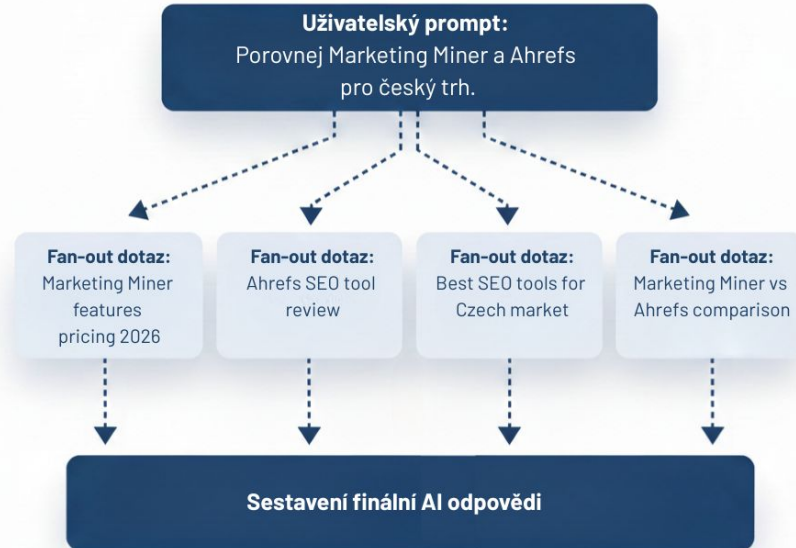 Uživatelský prompt:
Porovnej Marketing Miner a Ahrefs
pro český trh.
Fan-out dotaz:
Marketing Miner
features
pricing 2026
Fan-out dotaz:
Ahrefs SEO tool
review
Fan-out dotaz:
Best SEO tools for
Czech market
Fan-out dotaz:
Marketing Miner vs
Ahrefs comparison
Sestavení finální AI odpovědi